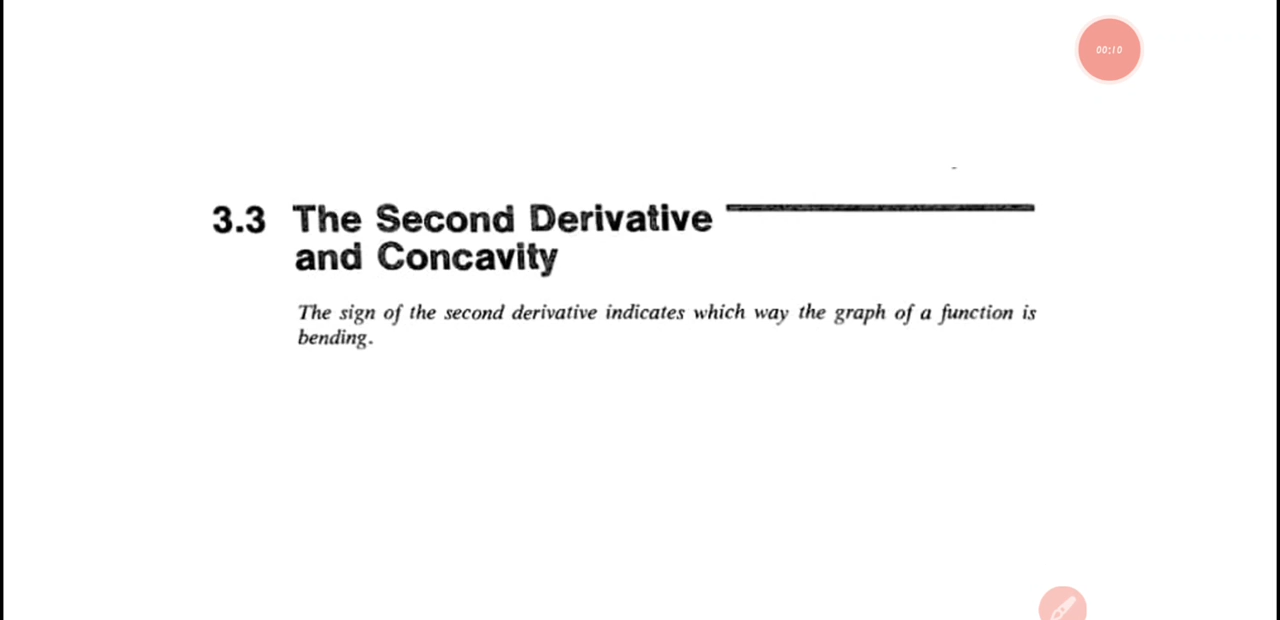 00:10
3.3 The Second Derivative
and Concavity
The sign of the second derivative indicates which way the graph of a function is
bending.